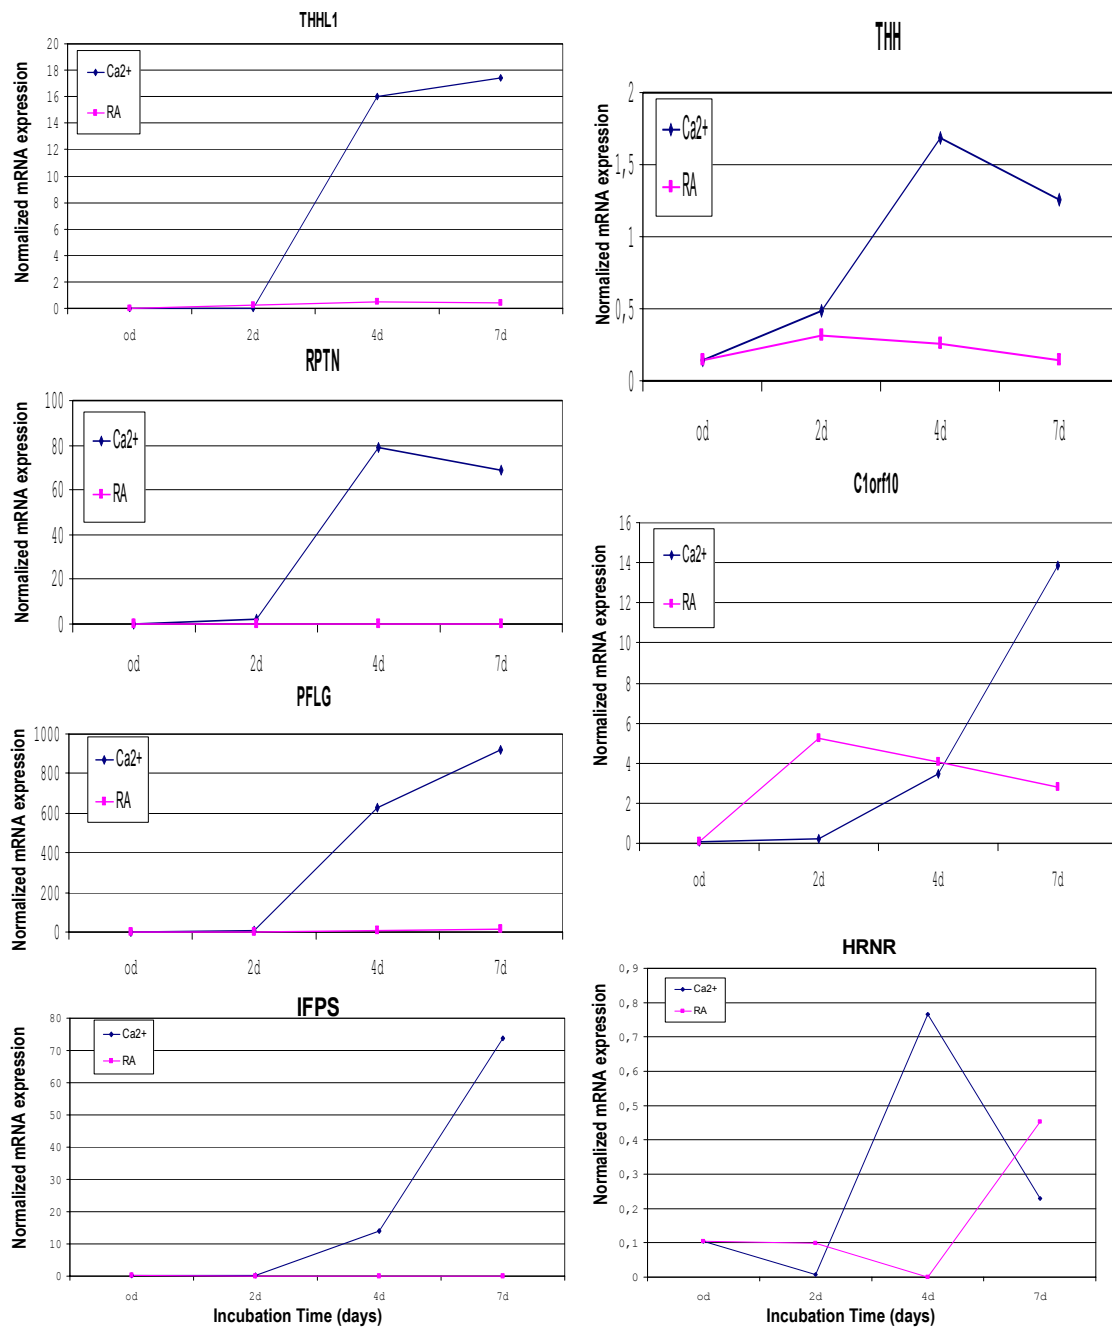 THHL1
Normalized mRNA expression
20
18
16
14
12
10
8
6
4
2
0
Ca2+
RA
od 2d 4d 7d
THH
Normalized mRNA expression
2
1,5
1
0,5
0
Ca2+
RA
od 2d 4d 7d
RPTN
Normalized mRNA expression
100
80
60
40
20
0
Ca2+
RA
od 2d 4d 7d
C1orf10
Normalized mRNA expression
16
14
12
10
8
6
4
2
0
Ca2+
RA
od 2d 4d 7d
PFLG
Normalized mRNA expression
1000
800
600
400
200
0
Ca2+
RA
od 2d 4d 7d
HRNR
Normalized mRNA expression
0,9
0,8
0,7
0,6
0,5
0,4
0,3
0,2
0,1
0
Ca2+
RA
od 2d 4d 7d
IFPS
Normalized mRNA expression
80
70
60
50
40
30
20
10
0
Ca2+
RA
od 2d 4d 7d
Incubation Time (days)
Incubation Time (days)